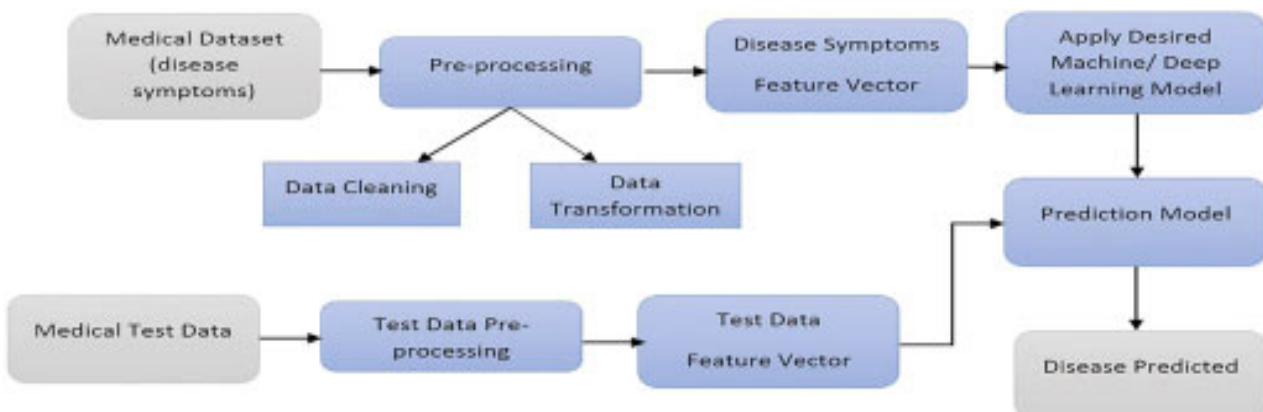 Medical Dataset
(disease
symptoms)
Pre-processing
Disease Symptoms
Feature Vector
Apply Desired
Machine/ Deep
Learning Model
Data Cleaning
Data
Transformation
Prediction Model
Medical Test Data
Test Data Pre-
processing
Test Data
Feature Vector
Disease Predicted